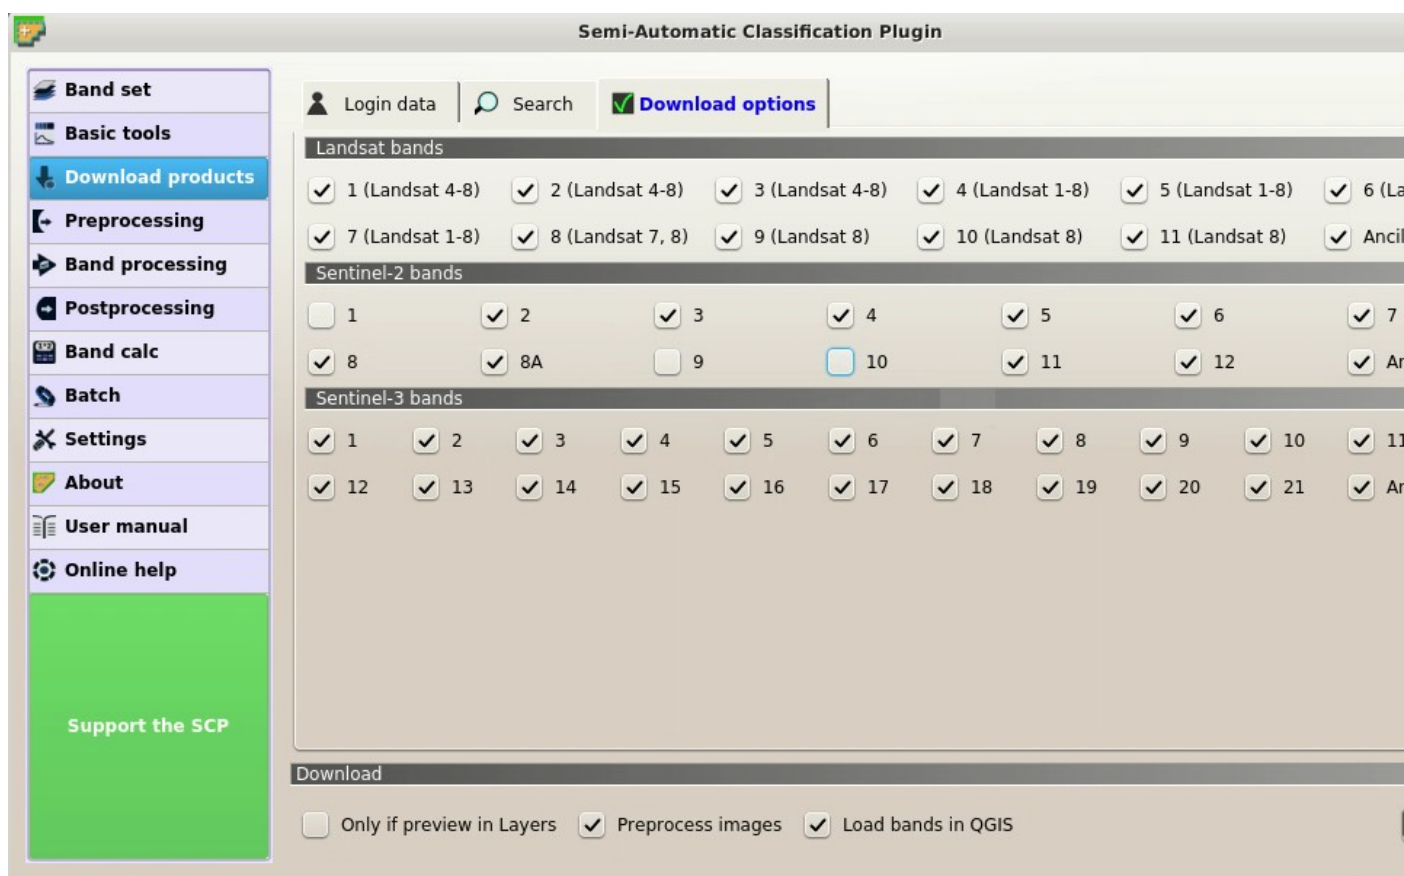 Semi-Automatic Classification Plugin
Band set
Basic tools
Download products
Preprocessing
Band processing
Postprocessing
Band calc
Batch
Settings
About
User manual
Online help
Support the SCP
Login data Search Download options
Landsat bands
1 (Landsat 4-8) 2 (Landsat 4-8) 3 (Landsat 4-8) 4 (Landsat 1-8) 5 (Landsat 1-8) 6 (La
7 (Landsat 1-8) 8 (Landsat 7, 8) 9 (Landsat 8) 10 (Landsat 8) 11 (Landsat 8) Ancil
Sentinel-2 bands
1 2 3 4 5 6 7
8 8A 9 10 11 12 An
Sentinel-3 bands
1 2 3 4 5 6 7 8 9 10 11
12 13 14 15 16 17 18 19 20 21 An
Download
Only if preview in Layers Preprocess images Load bands in QGIS